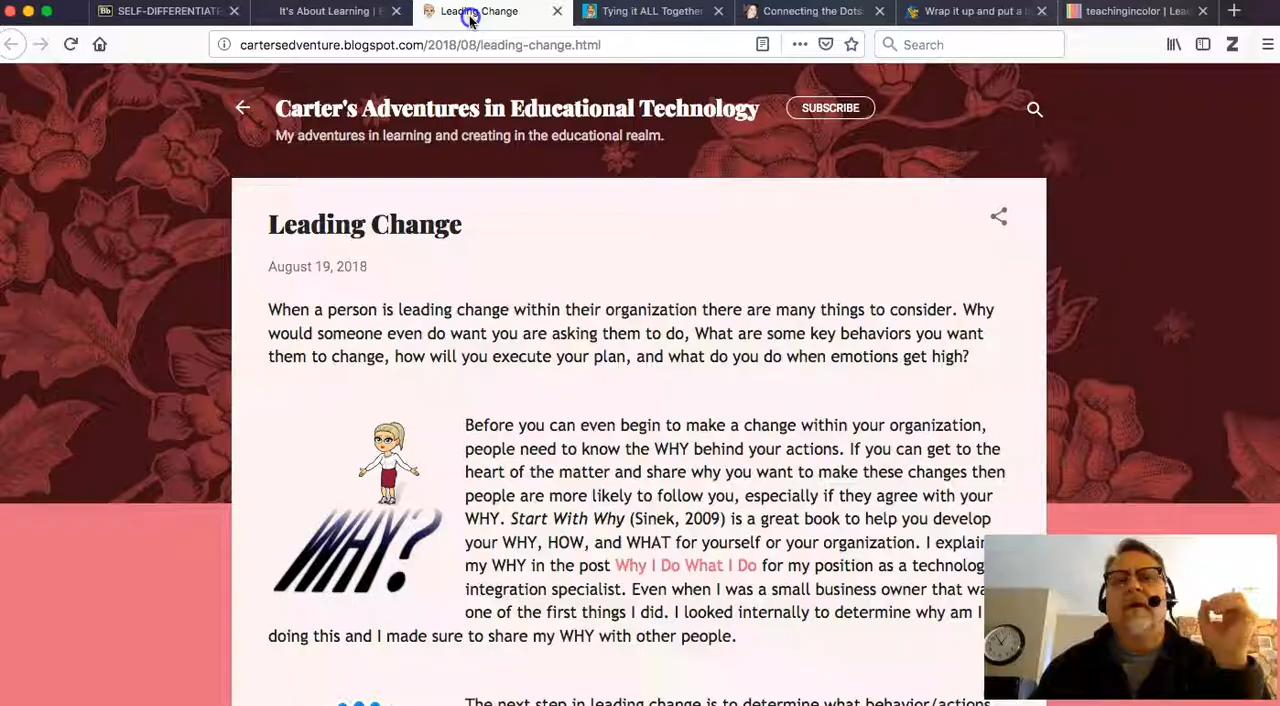 SELF-DIFFERENTIATE
It's About Learning |
Leading Change
Tying it ALL Together
Connecting the Dots:
Wrap it up and put a b
teachingincolor | Lea
cartersedventure.blogspot.com/2018/08/leading-change.html
Search
Carter's Adventures in Educational Technology
SUBSCRIBE
My adventures in learning and creating in the educational realm.
Leading Change
August 19, 2018
When a person is leading change within their organization there are many things to consider. Why
would someone even do want you are asking them to do, What are some key behaviors you want
them to change, how will you execute your plan, and what do you do when emotions get high?
Before you can even begin to make a change within your organization,
people need to know the WHY behind your actions. If you can get to the
heart of the matter and share why you want to make these changes then
people are more likely to follow you, especially if they agree with your
WHY. Start With Why (Sinek, 2009) is a great book to help you develop
your WHY, HOW, and WHAT for yourself or your organization. I explain
my WHY in the post Why I Do What I Do for my position as a technolog
integration specialist. Even when I was a small business owner that wa
one of the first things I did. I looked internally to determine why am I
doing this and I made sure to share my WHY with other people.
WHY?
The next step in leading change is to determine what behavior/actions